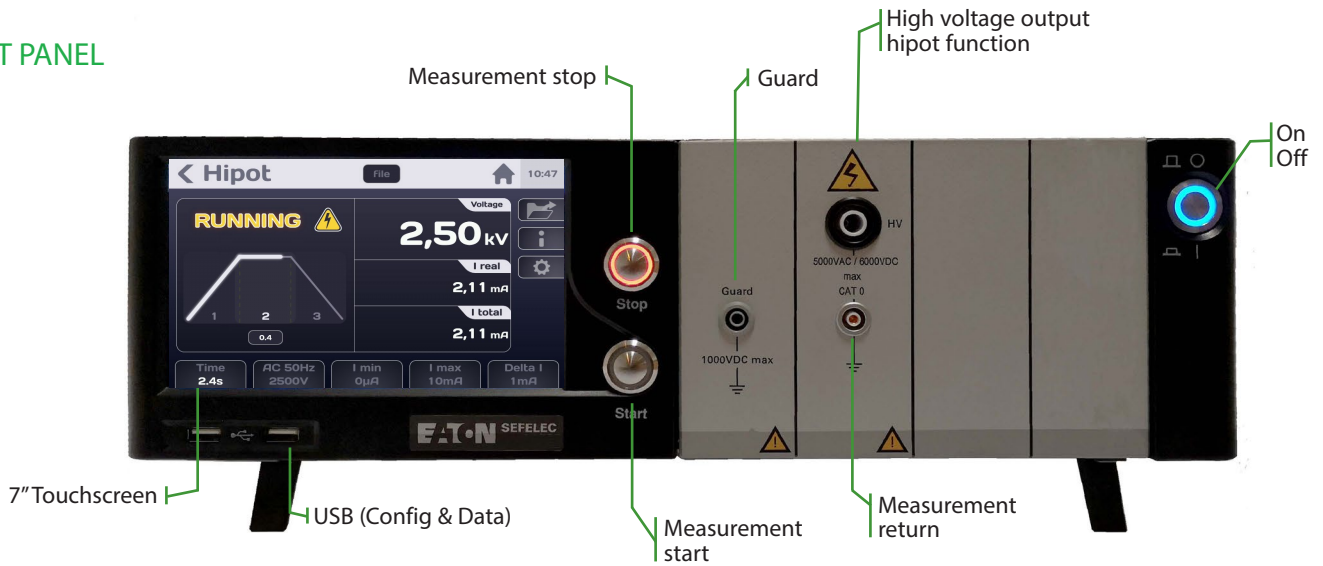 T PANEL
High voltage output
hipot function
Measurement stop
Guard
On
Off
Hipot
File
10:47
RUNNING
Voltage
2,50 kV
I real
2,11 mA
I total
2,11 mA
1 2 3
0.4
Time
2.4s
AC 50Hz
2500V
I min
0µA
I max
10mA
Delta I
1mA
Stop
Start
HV
5000VAC / 6000VDC
max
CAT 0
Guard
1000VDC max
EATON SEFELEC
7” Touchscreen
USB (Config & Data)
Measurement
start
Measurement
return